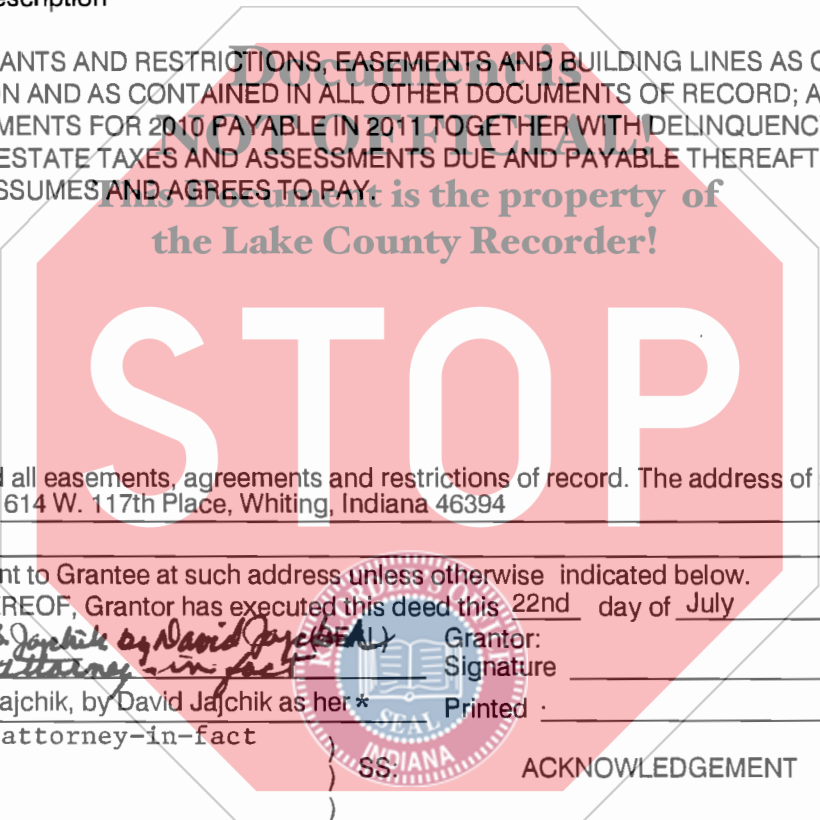 escription
ANTS AND RESTRICTIONS, EASEMENTS AND BUILDING LINES AS C
ON AND AS CONTAINED IN ALL OTHER DOCUMENTS OF RECORD; A
MENTS FOR 2010 PAYABLE IN 2011 TOGETHER WITH DELINQUENC
ESTATE TAXES AND ASSESSMENTS DUE AND PAYABLE THEREAFT
SSUMES AND AGREES TO PAY.
Document is
NOT OFFICIAL!
This Document is the property of
the Lake County Recorder!
STOP
d all easements, agreements and restrictions of record. The address of
614 W. 117th Place, Whiting, Indiana 46394
nt to Grantee at such address unless otherwise indicated below.
REOF, Grantor has executed this deed this 22nd day of July
Jajchik by David Jajchik (SEAL) Grantor:
attorney-in fact Signature
ajchik, by David Jajchik as her * Printed
attorney-in-fact
RECORDER'S OFFICE
SEAL
INDIANA
SS: ACKNOWLEDGEMENT